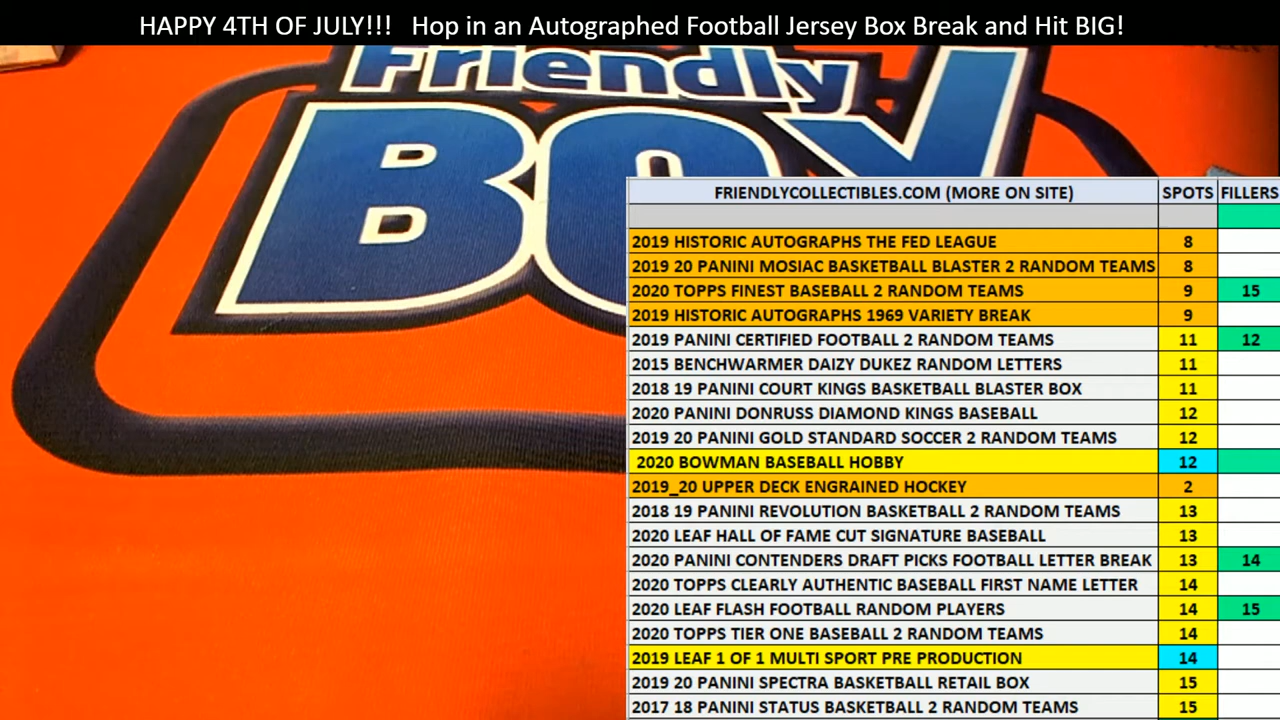 HAPPY 4TH OF JULY!!! Hop in an Autographed Football Jersey Box Break and Hit BIG!
Friendly
BOY
FRIENDLYCOLLECTIBLES.COM (MORE ON SITE) SPOTS FILLERS
2019 HISTORIC AUTOGRAPHS THE FED LEAGUE 8
2019 20 PANINI MOSIAC BASKETBALL BLASTER 2 RANDOM TEAMS 8
2020 TOPPS FINEST BASEBALL 2 RANDOM TEAMS 9 15
2019 HISTORIC AUTOGRAPHS 1969 VARIETY BREAK 9
2019 PANINI CERTIFIED FOOTBALL 2 RANDOM TEAMS 11 12
2015 BENCHWARMER DAIZY DUKEZ RANDOM LETTERS 11
2018 19 PANINI COURT KINGS BASKETBALL BLASTER BOX 11
2020 PANINI DONRUSS DIAMOND KINGS BASEBALL 12
2019 20 PANINI GOLD STANDARD SOCCER 2 RANDOM TEAMS 12
2020 BOWMAN BASEBALL HOBBY 12
2019_20 UPPER DECK ENGRAINED HOCKEY 2
2018 19 PANINI REVOLUTION BASKETBALL 2 RANDOM TEAMS 13
2020 LEAF HALL OF FAME CUT SIGNATURE BASEBALL 13
2020 PANINI CONTENDERS DRAFT PICKS FOOTBALL LETTER BREAK 13 14
2020 TOPPS CLEARLY AUTHENTIC BASEBALL FIRST NAME LETTER 14
2020 LEAF FLASH FOOTBALL RANDOM PLAYERS 14 15
2020 TOPPS TIER ONE BASEBALL 2 RANDOM TEAMS 14
2019 LEAF 1 OF 1 MULTI SPORT PRE PRODUCTION 14
2019 20 PANINI SPECTRA BASKETBALL RETAIL BOX 15
2017 18 PANINI STATUS BASKETBALL 2 RANDOM TEAMS 15